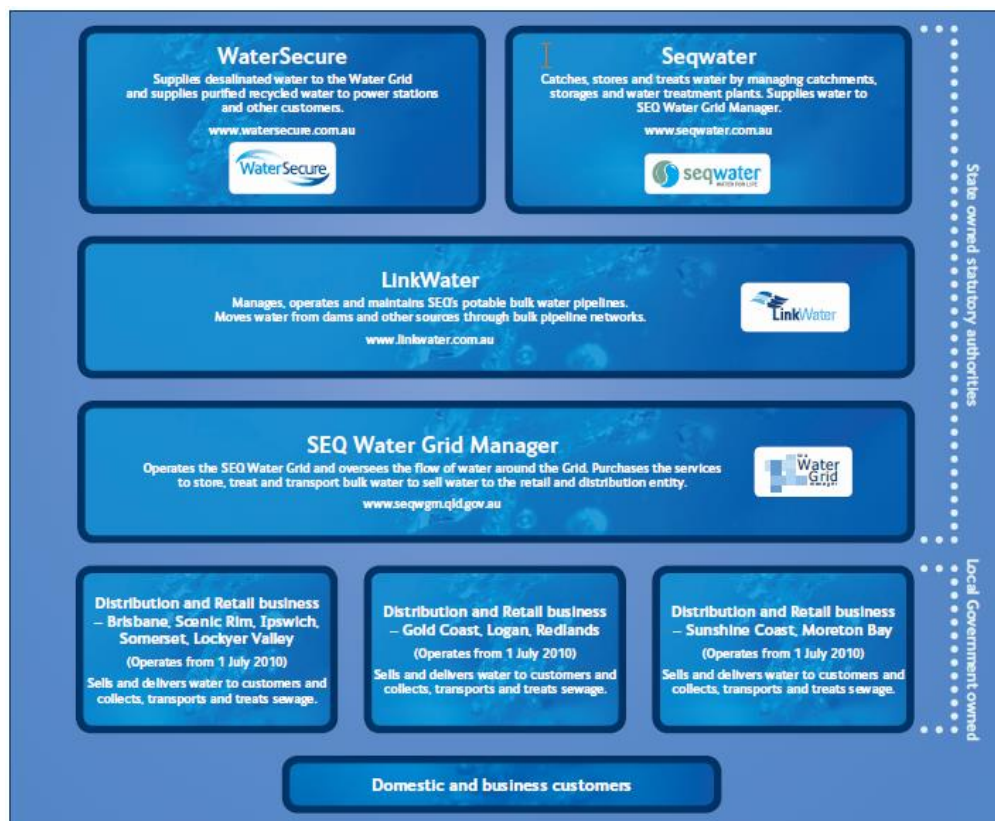 WaterSecure
Supplies desalinated water to the Water Grid
and supplies purified recycled water to power stations
and other customers.
www.watersecure.com.au
WaterSecure
Seqwater
Catches, stores and treats water by managing catchments,
storages and water treatment plants. Supplies water to
SEQ Water Grid Manager.
www.seqwater.com.au
seqwater
WATER FOR LIFE
LinkWater
Manages, operates and maintains SEQ's potable bulk water pipelines.
Moves water from dams and other sources through bulk pipeline networks.
www.linkwater.com.au
LinkWater
SEQ Water Grid Manager
Operates the SEQ Water Grid and oversees the flow of water around the Grid. Purchases the services
to store, treat and transport bulk water to sell water to the retail and distribution entity.
www.seqwgm.qld.gov.au
Water
Grid
manager
State owned statutory authorities
Distribution and Retail business
– Brisbane, Scenic Rim, Ipswich,
Somerset, Lockyer Valley
(Operates from 1 July 2010)
Sells and delivers water to customers and
collects, transports and treats sewage.
Distribution and Retail business
– Gold Coast, Logan, Redlands
(Operates from 1 July 2010)
Sells and delivers water to customers and
collects, transports and treats sewage.
Distribution and Retail business
– Sunshine Coast, Moreton Bay
(Operates from 1 July 2010)
Sells and delivers water to customers and
collects, transports and treats sewage.
Local Government owned
Domestic and business customers